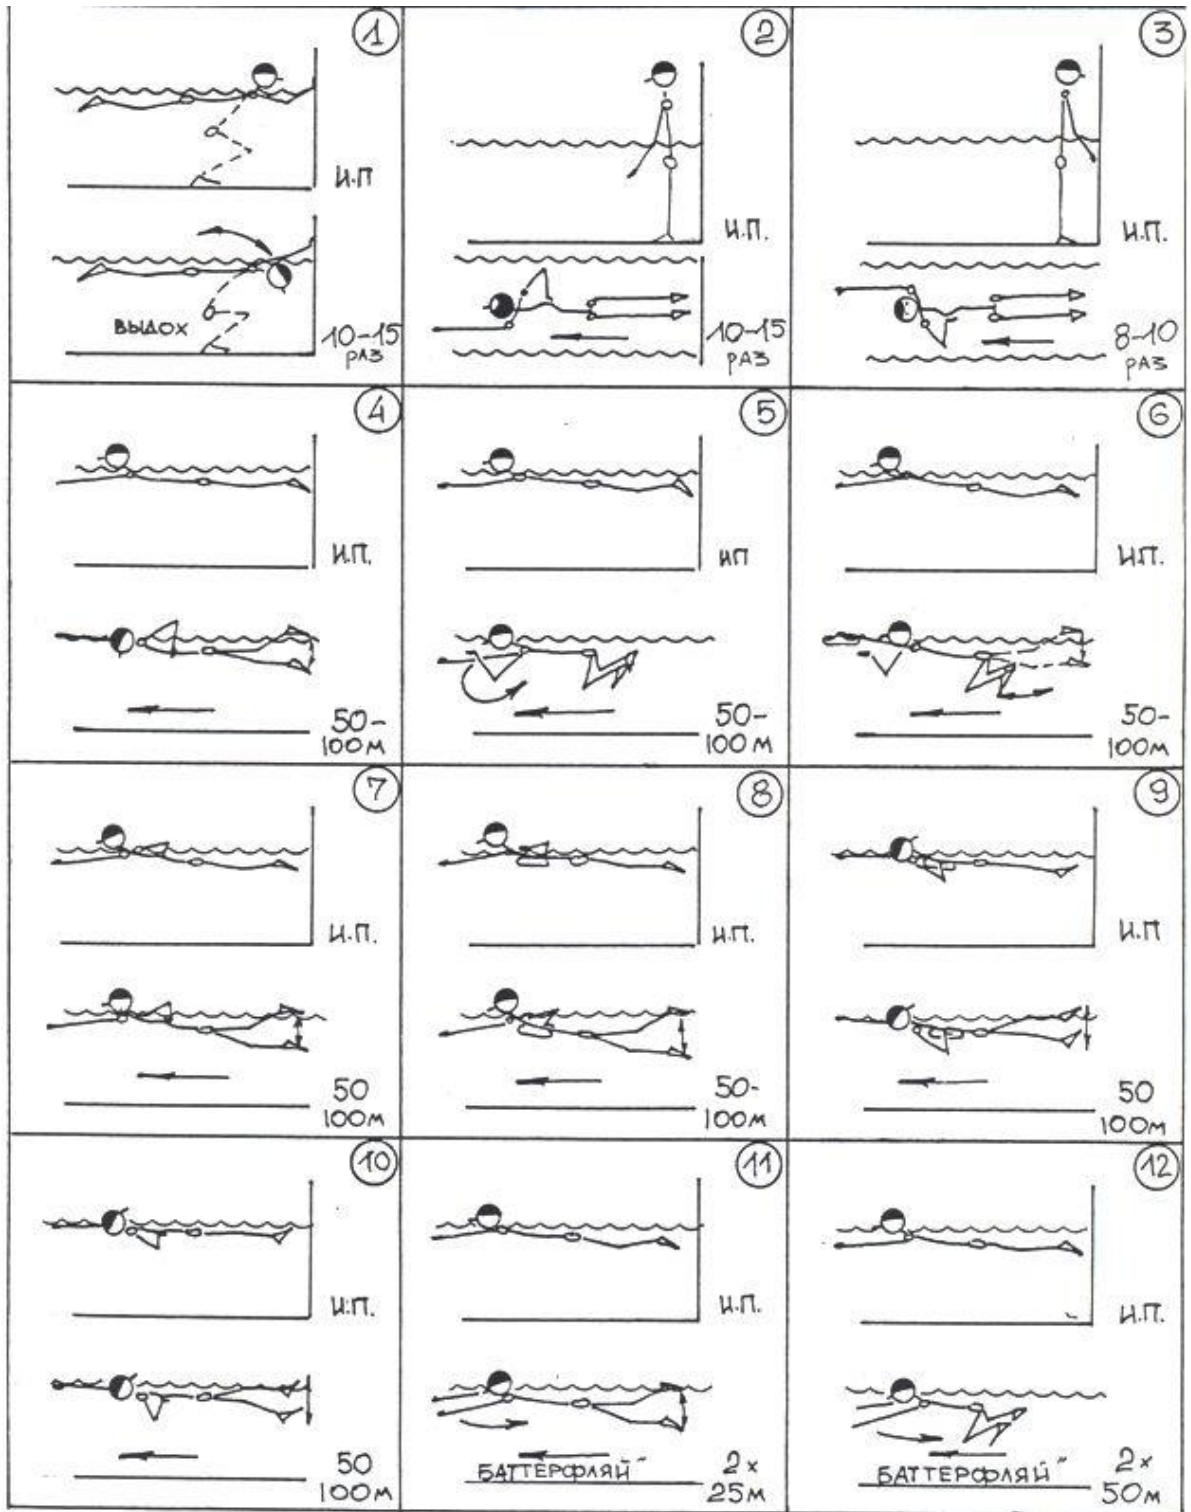 1
И.П
ВЫДОХ
10-15
РАЗ
2
И.П.
10-15
РАЗ
3
И.П.
8-10
РАЗ
4
И.П.
50-
100м
5
ИП
50-
100м
6
И.П.
50-
100м
7
И.П.
50
100м
8
И.П.
50-
100м
9
И.П
50
100м
10
И.П.
50
100м
11
И.П.
БАТТЕРФЛЯЙ"
2×
25м
12
И.П.
БАТТЕРФЛЯЙ"
2×
50м